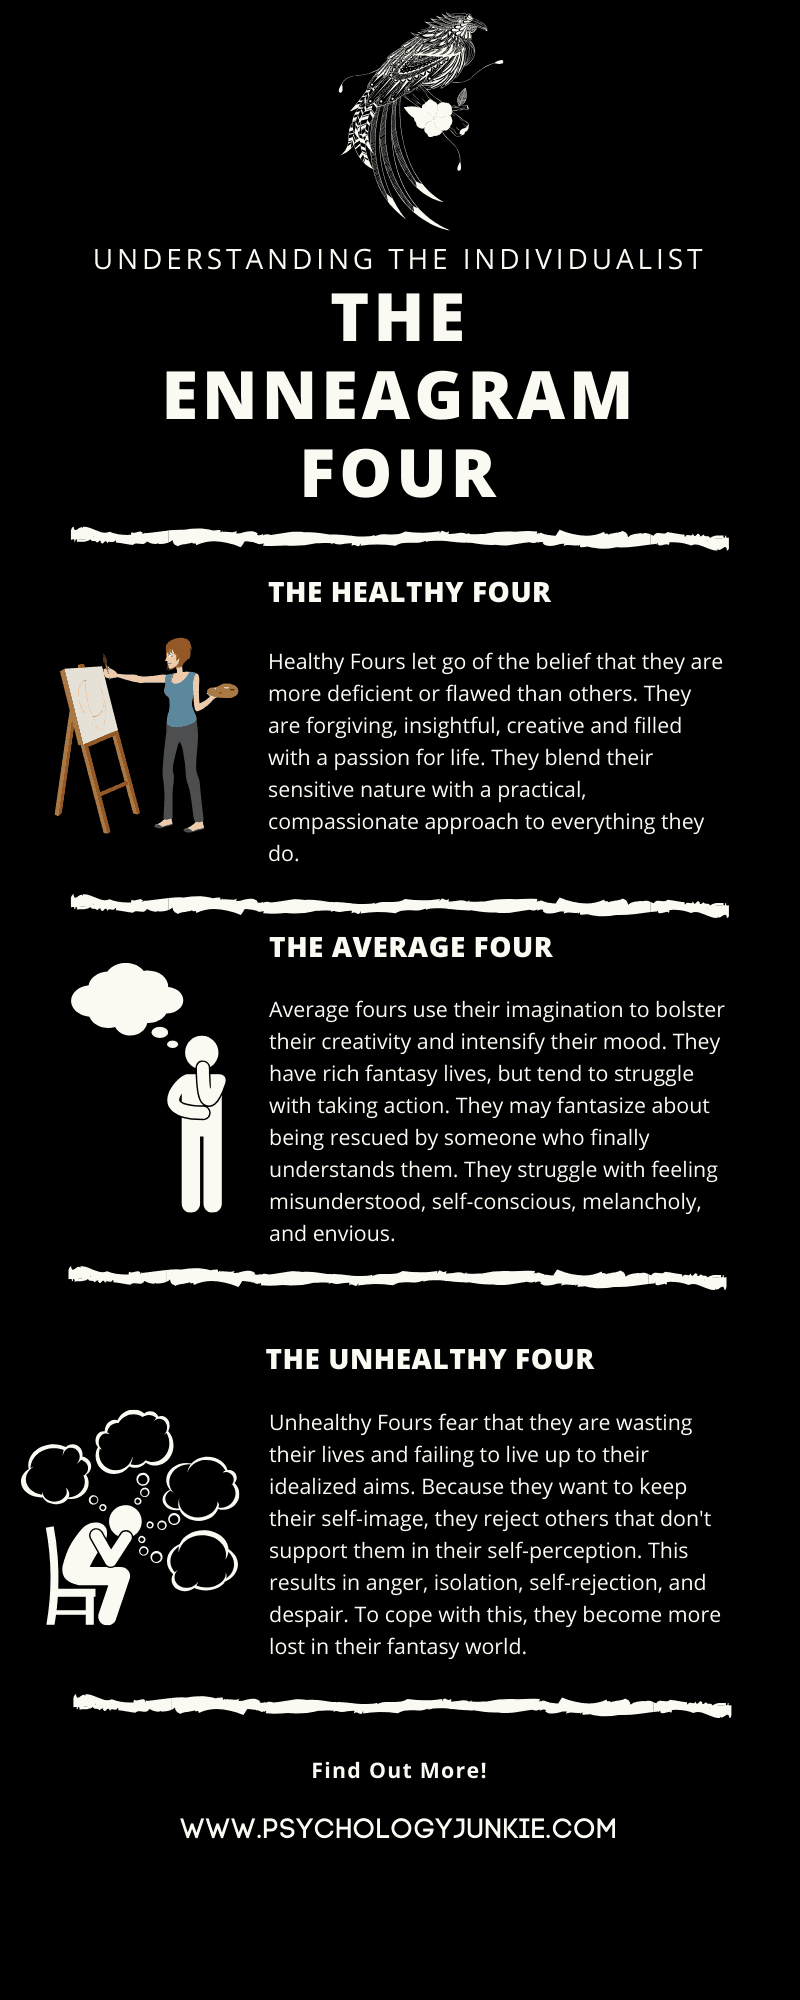 UNDERSTANDING THE INDIVIDUALIST
THE
ENNEAGRAM
FOUR
THE HEALTHY FOUR
Healthy Fours let go of the belief that they are
more deficient or flawed than others. They
are forgiving, insightful, creative and filled
with a passion for life. They blend their
sensitive nature with a practical,
compassionate approach to everything they
do.
THE AVERAGE FOUR
Average fours use their imagination to bolster
their creativity and intensify their mood. They
have rich fantasy lives, but tend to struggle
with taking action. They may fantasize about
being rescued by someone who finally
understands them. They struggle with feeling
misunderstood, self-conscious, melancholy,
and envious.
THE UNHEALTHY FOUR
Unhealthy Fours fear that they are wasting
their lives and failing to live up to their
idealized aims. Because they want to keep
their self-image, they reject others that don't
support them in their self-perception. This
results in anger, isolation, self-rejection, and
despair. To cope with this, they become more
lost in their fantasy world.
Find Out More!
WWW.PSYCHOLOGYJUNKIE.COM